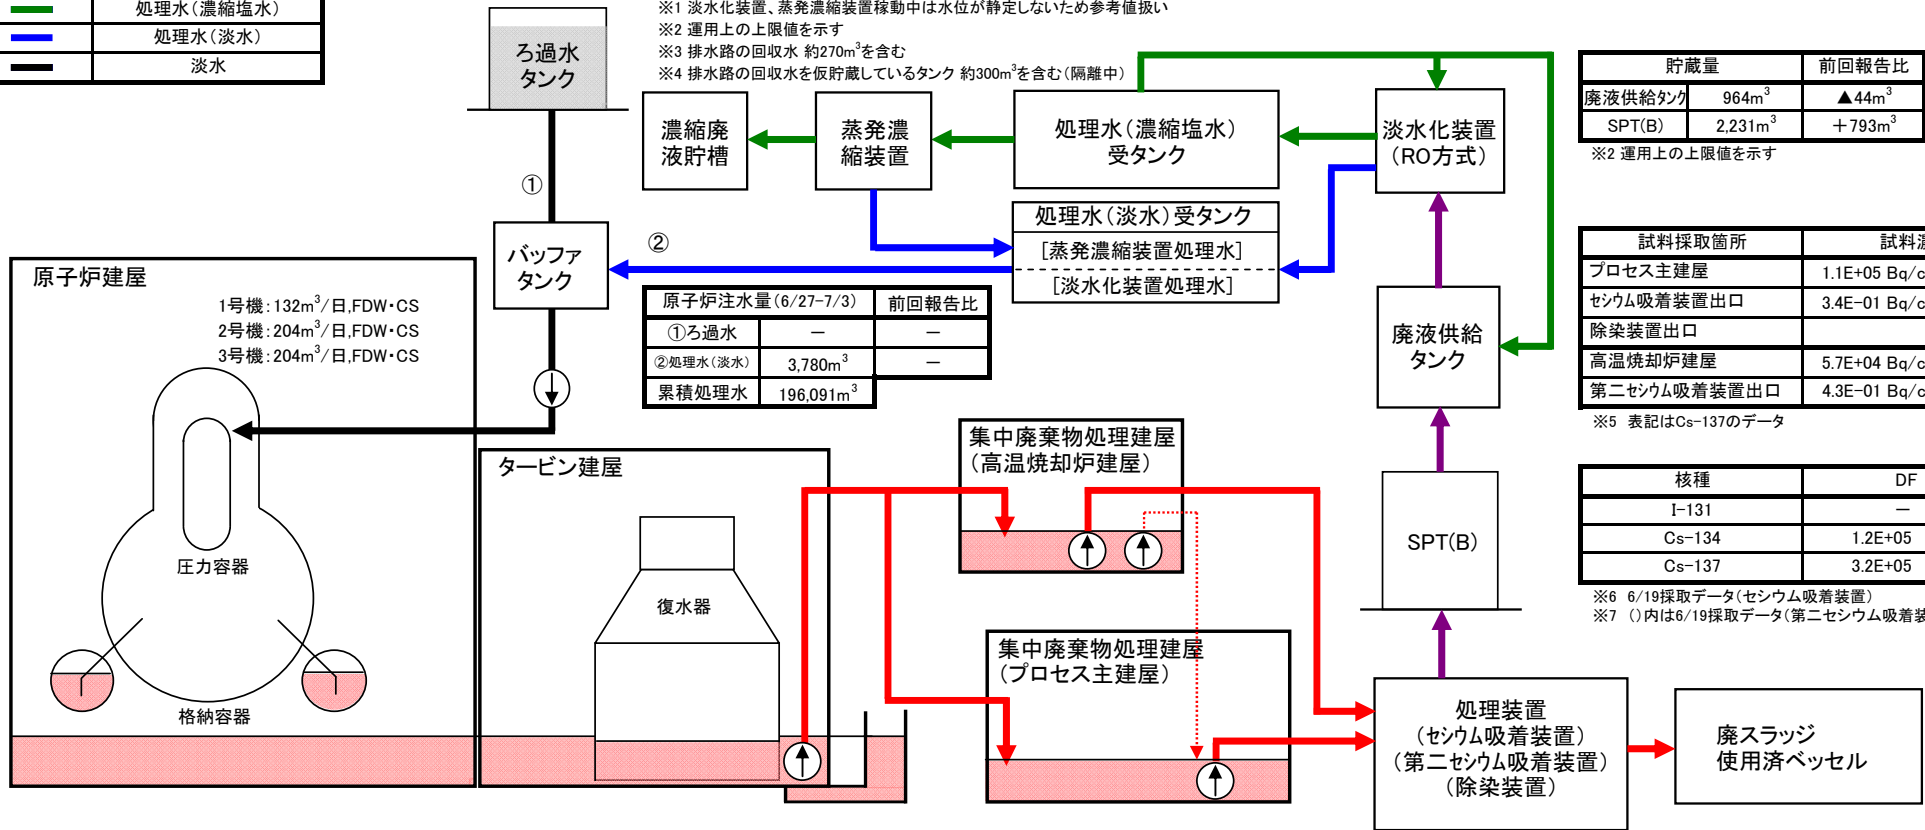 処理水(濃縮塩水)
処理水(淡水)
淡水
※1 淡水化装置、蒸発濃縮装置稼動中は水位が静定しないため参考値扱い
※2 運用上の上限値を示す
※3 排水路の回収水 約270m³を含む
※4 排水路の回収水を仮貯蔵しているタンク 約300m³を含む(隔離中)
ろ過水
タンク
濃縮廃
液貯槽
蒸発濃
縮装置
処理水(濃縮塩水)
受タンク
淡水化装置
(RO方式)
貯蔵量 前回報告比
廃液供給タンク 964m³ ▲44m³
SPT(B) 2,231m³ +793m³
※2 運用上の上限値を示す
①
②
バッファ
タンク
処理水(淡水)受タンク
[蒸発濃縮装置処理水]
[淡水化装置処理水]
原子炉注水量(6/27-7/3) 前回報告比
①ろ過水 - -
②処理水(淡水) 3,780m³ -
累積処理水 196,091m³
廃液供給
タンク
試料採取箇所
プロセス主建屋 1.1E+05
セシウム吸着装置出口 3.4E-01
除染装置出口
高温焼却炉建屋 5.7E+04
第二セシウム吸着装置出口 4.3E-01
※5 表記はCs-137のデータ
原子炉建屋
1号機:132m³/日,FDW・CS
2号機:204m³/日,FDW・CS
3号機:204m³/日,FDW・CS
圧力容器
格納容器
タービン建屋
復水器
集中廃棄物処理建屋
(高温焼却炉建屋)
集中廃棄物処理建屋
(プロセス主建屋)
SPT(B)
核種 DF
I-131 -
Cs-134 1.2E+05
Cs-137 3.2E+05
※6 6/19採取データ(セシウム吸着装置)
※7 ()内は6/19採取データ(第二セシウム吸着装
処理装置
(セシウム吸着装置)
(第二セシウム吸着装置)
(除染装置)
廃スラッジ
使用済ベッセル